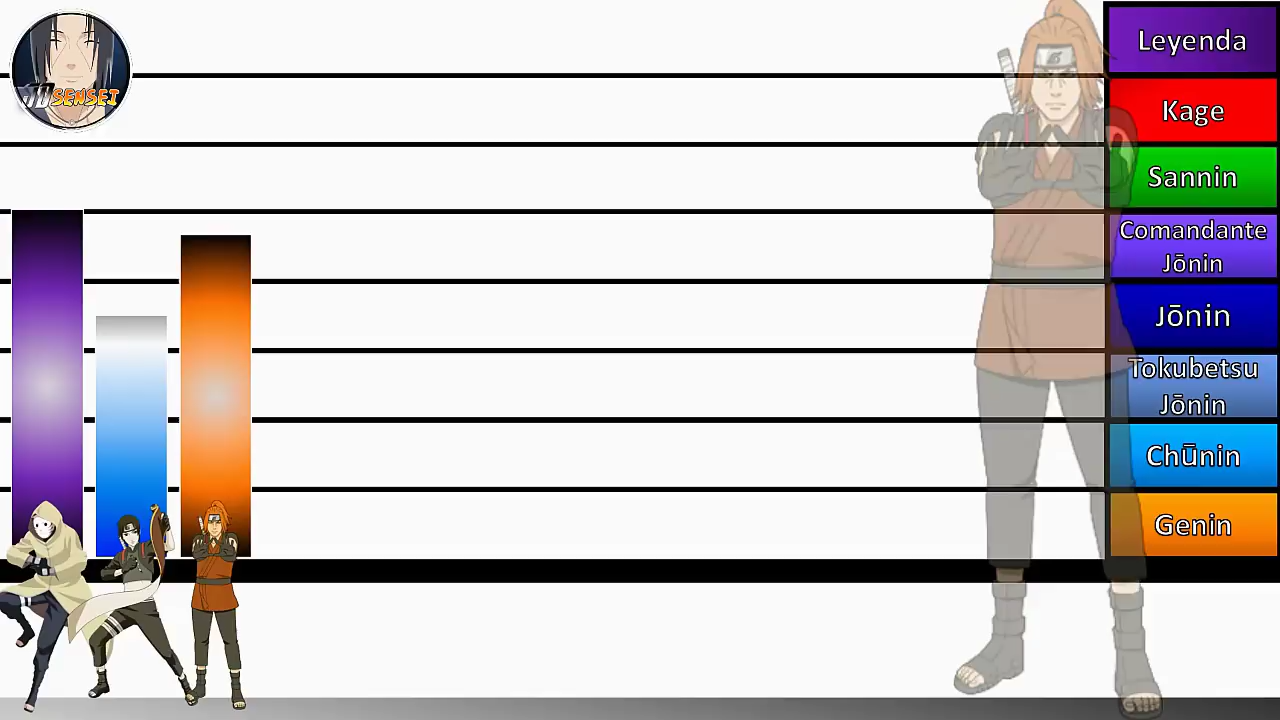 SENSEI
Leyenda
Kage
Sannin
Comandante
Jōnin
Jōnin
Tokubetsu
Jōnin
Chūnin
Genin